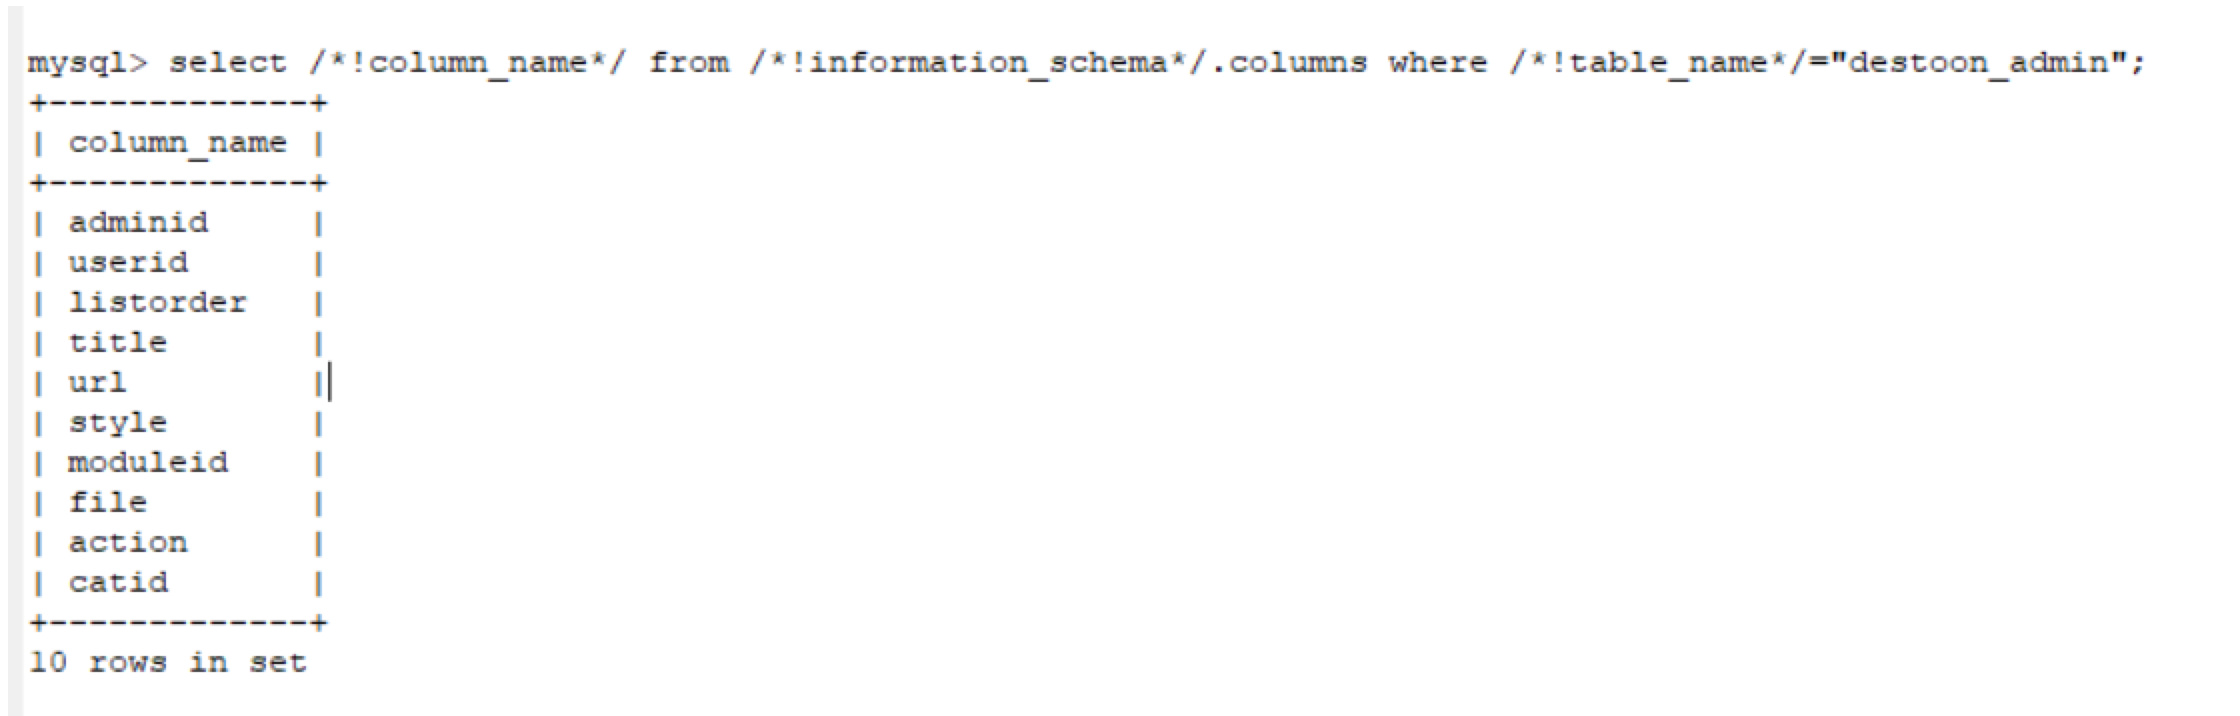 mysql> select /*!column_name*/ from /*!information_schema*/.columns where /*!table_name*/="destoon_admin";
+-------------+
| column_name |
+-------------+
| adminid     |
| userid      |
| listorder   |
| title       |
| url         |
| style       |
| moduleid    |
| file        |
| action      |
| catid       |
+-------------+
10 rows in set